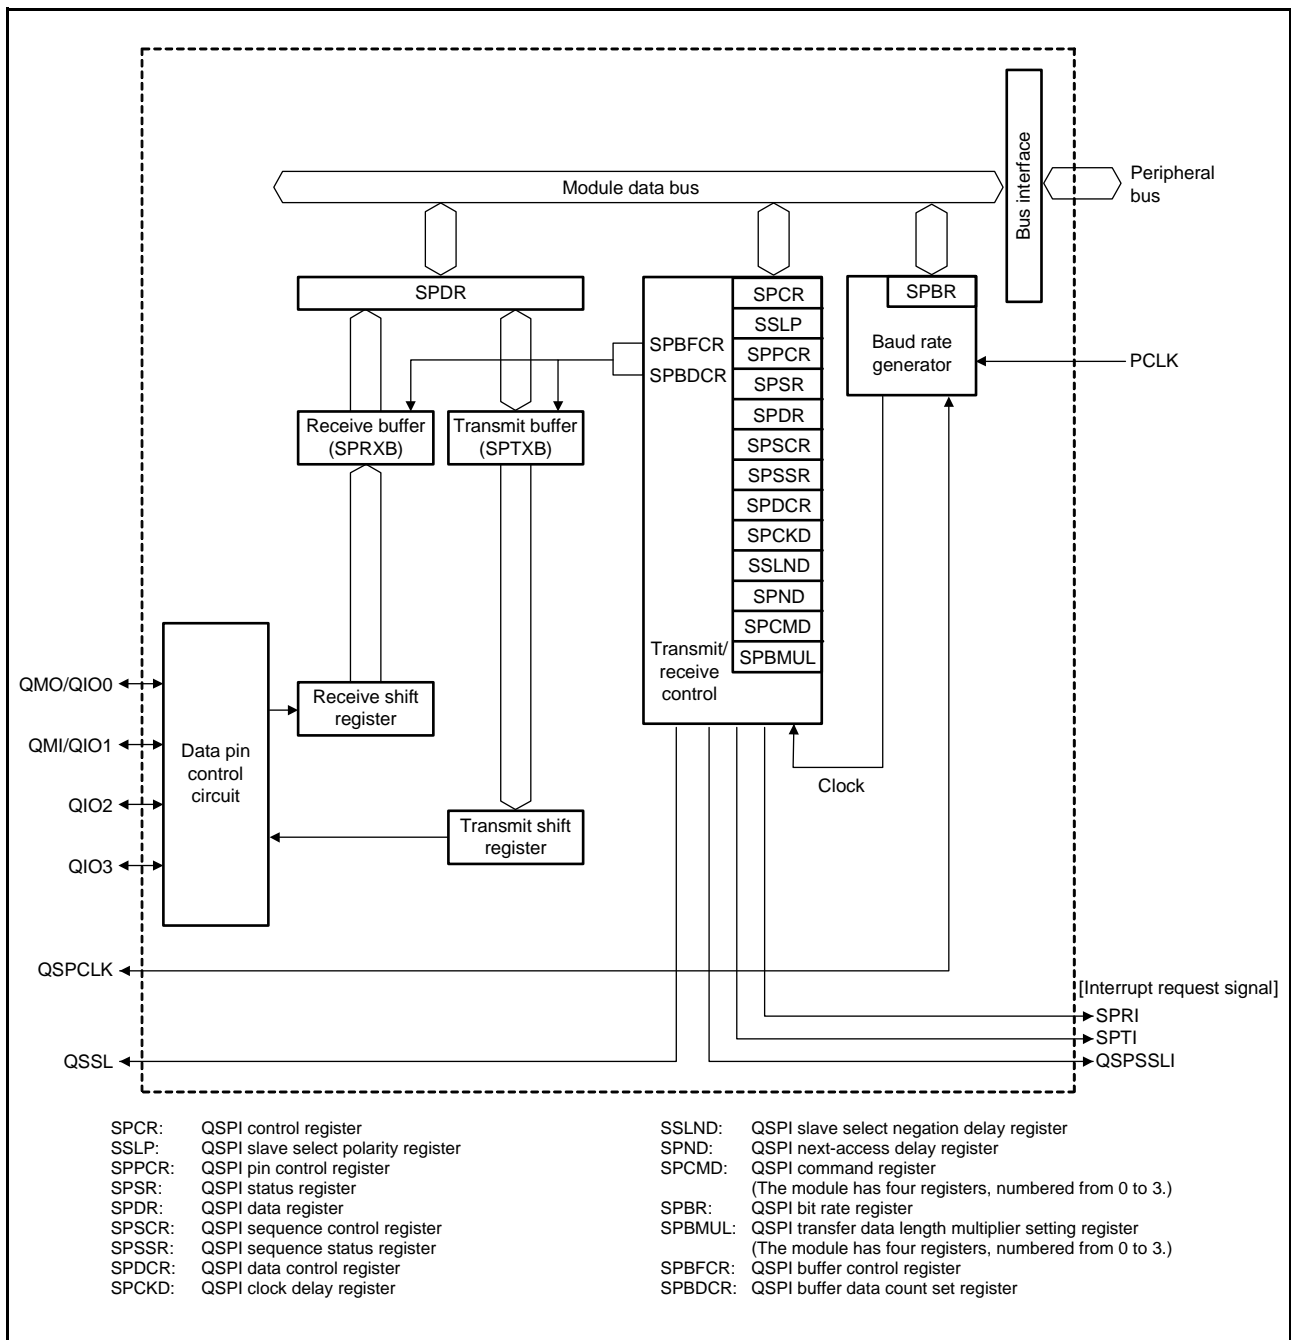 Bus interface
Peripheral
bus
Module data bus
SPDR
SPCR
SSLP
SPPCR
SPSR
SPDR
SPSCR
SPSSR
SPDCR
SPCKD
SSLND
SPND
SPCMD
SPBMUL
SPBFCR
SPBDCR
Transmit/
receive
control
SPBR
Baud rate
generator
PCLK
Receive buffer
(SPRXB)
Transmit buffer
(SPTXB)
QMO/QIO0
QMI/QIO1
QIO2
QIO3
Data pin
control
circuit
Receive shift
register
Transmit shift
register
Clock
QSPCLK
QSSL
[Interrupt request signal]
SPRI
SPTI
QSPSSLI
SPCR: QSPI control register
SSLP: QSPI slave select polarity register
SPPCR: QSPI pin control register
SPSR: QSPI status register
SPDR: QSPI data register
SPSCR: QSPI sequence control register
SPSSR: QSPI sequence status register
SPDCR: QSPI data control register
SPCKD: QSPI clock delay register
SSLND: QSPI slave select negation delay register
SPND: QSPI next-access delay register
SPCMD: QSPI command register
(The module has four registers, numbered from 0 to 3.)
SPBR: QSPI bit rate register
SPBMUL: QSPI transfer data length multiplier setting register
(The module has four registers, numbered from 0 to 3.)
SPBFCR: QSPI buffer control register
SPBDCR: QSPI buffer data count set register